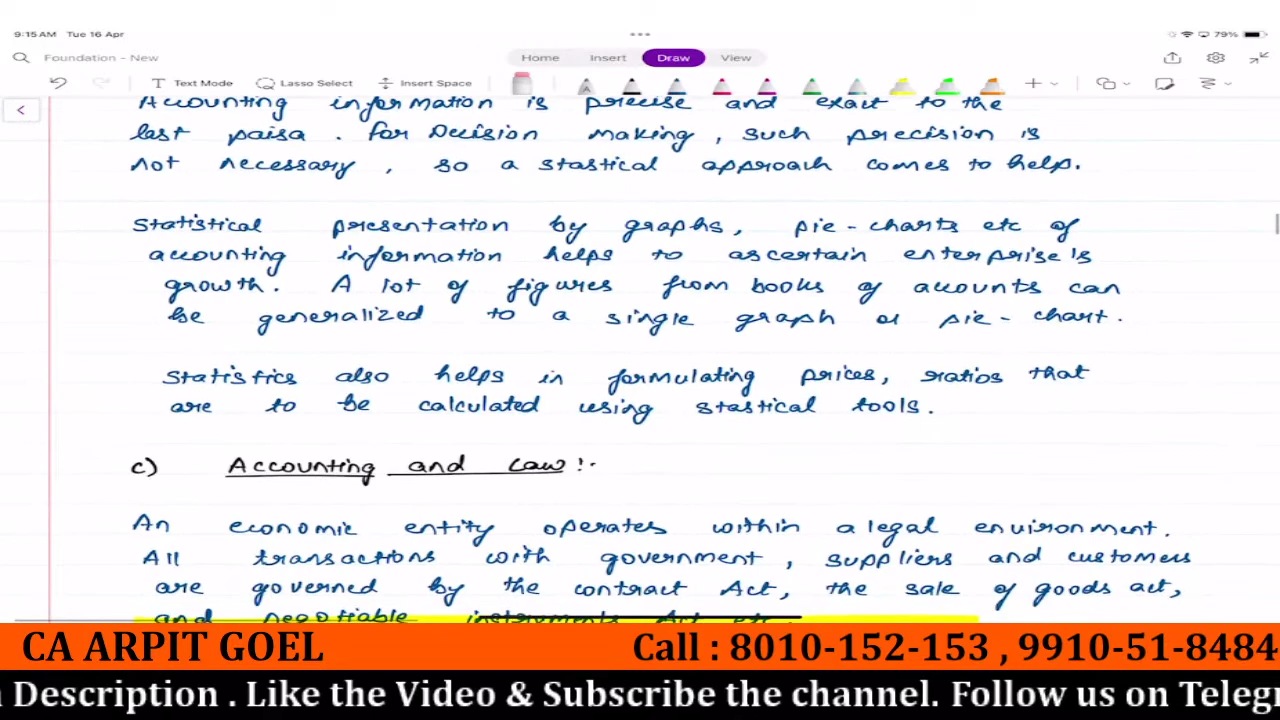 9:15 AM Tue 16 Apr
79%
Foundation - New
Home Insert Draw View
Text Mode Lasso Select Insert Space
Accounting information is precise and exact to the
last paisa. For Decision making, such precision is
not necessary, so a stastical approach comes to help.
Statistical presentation by graphs, pie-charts etc of
accounting information helps to ascertain enterprise's
growth. A lot of figures from books of accounts can
be generalized to a single graph or pie-chart.
Statistics also helps in formulating prices, ratios that
are to be calculated using stastical tools.
c) Accounting and Law :-
An economic entity operates within a legal environment.
All transactions with government, suppliers and customers
are governed by the contract Act, the sale of goods act,
and negotiable instruments Act etc.
CA ARPIT GOEL Call : 8010-152-153 , 9910-51-8484
Description . Like the Video & Subscribe the channel. Follow us on Teleg